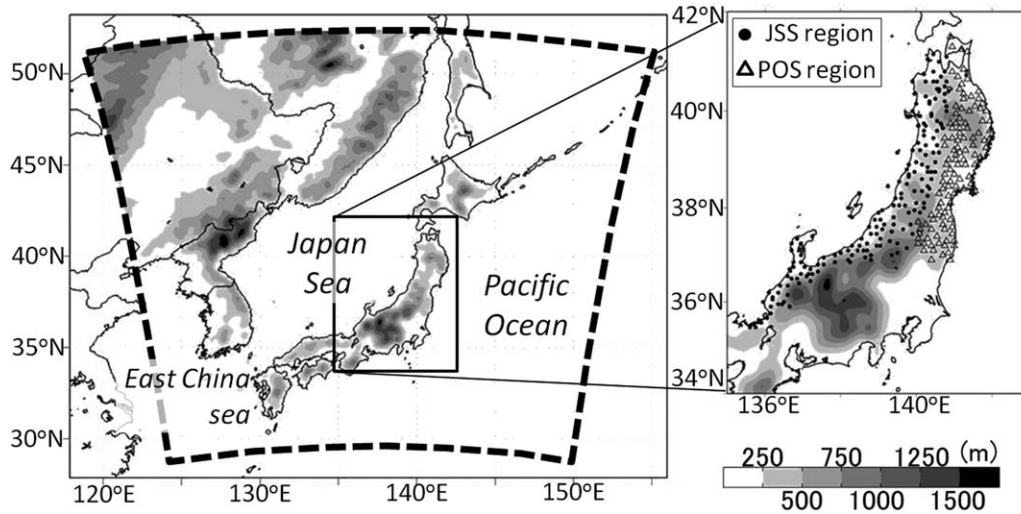 50°N
45°N
40°N
35°N
30°N
120°E
130°E
140°E
150°E
Japan
Sea
Pacific
Ocean
East China
sea
42°N
40°N
38°N
36°N
34°N
136°E
140°E
JSS region
POS region
250 750 1250 (m)
500 1000 1500